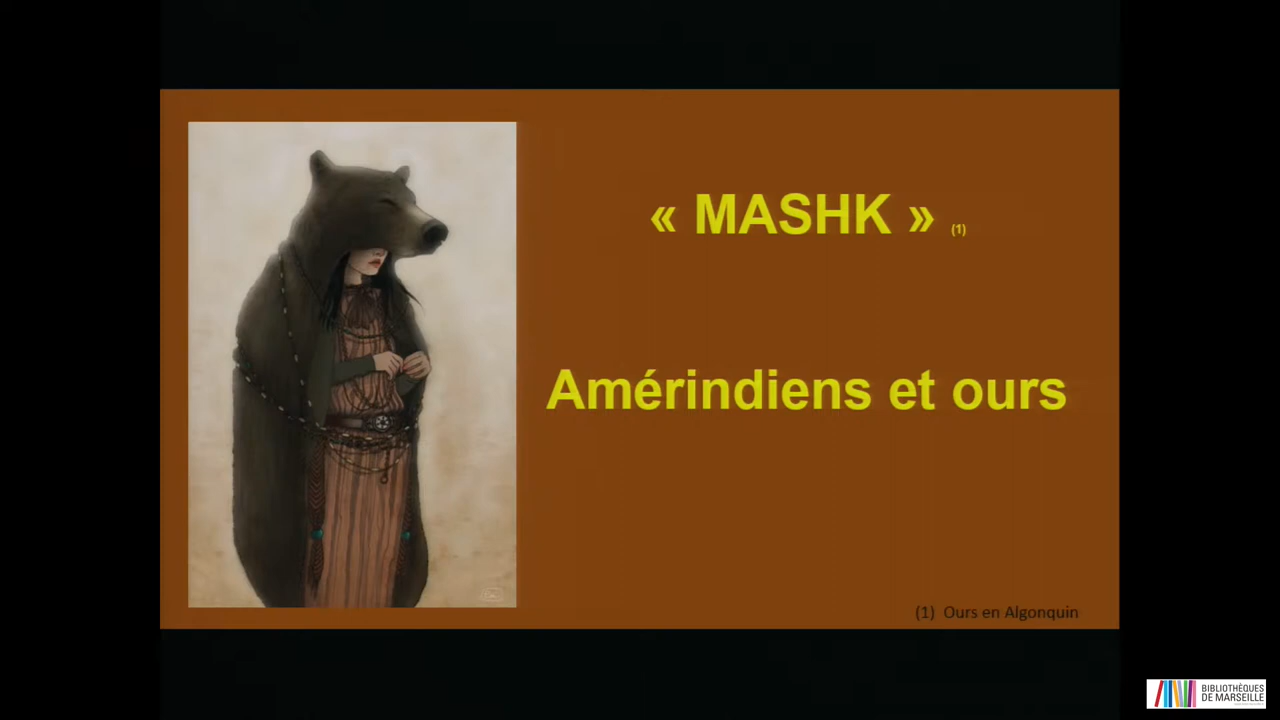 « MASHK » (1)
Amérindiens et ours
(1) Ours en Algonquin
BIBLIOTHÈQUES
DE MARSEILLE